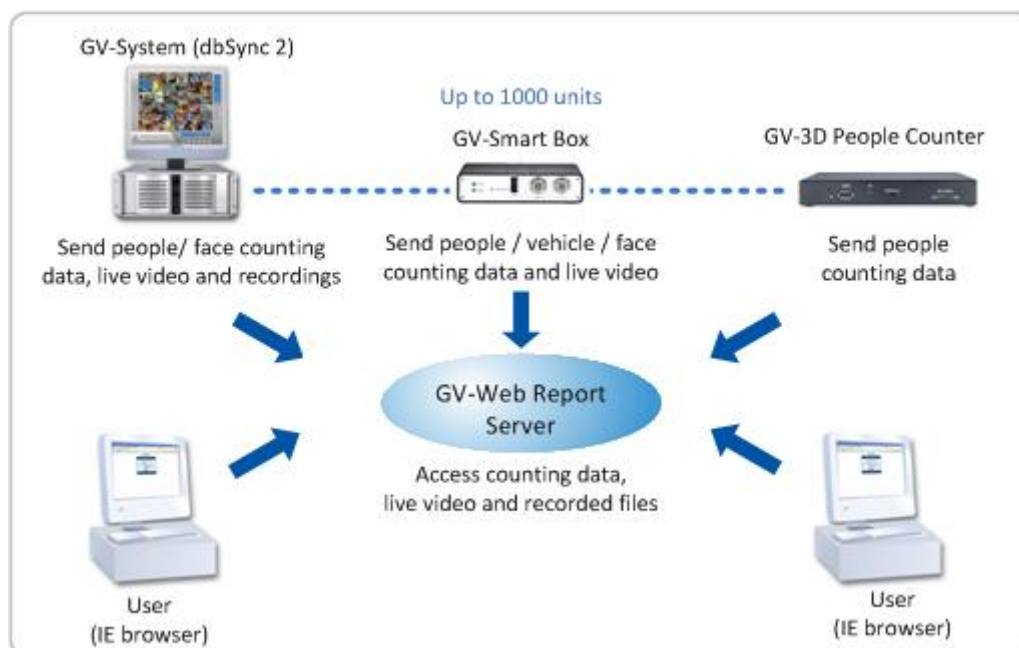 GV-System (dbSync 2)
Up to 1000 units
GV-Smart Box
GV-3D People Counter
Send people/ face counting
data, live video and recordings
Send people / vehicle / face
counting data and live video
Send people
counting data
GV-Web Report
Server
Access counting data,
live video and recorded files
User
(IE browser)
User
(IE browser)